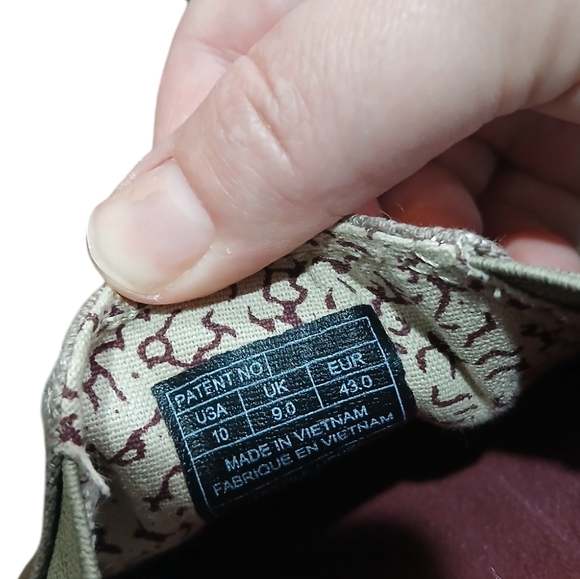 PATENT NO
USA UK EUR
10 9.0 43.0
MADE IN VIETNAM
FABRIQUE EN VIETNAM